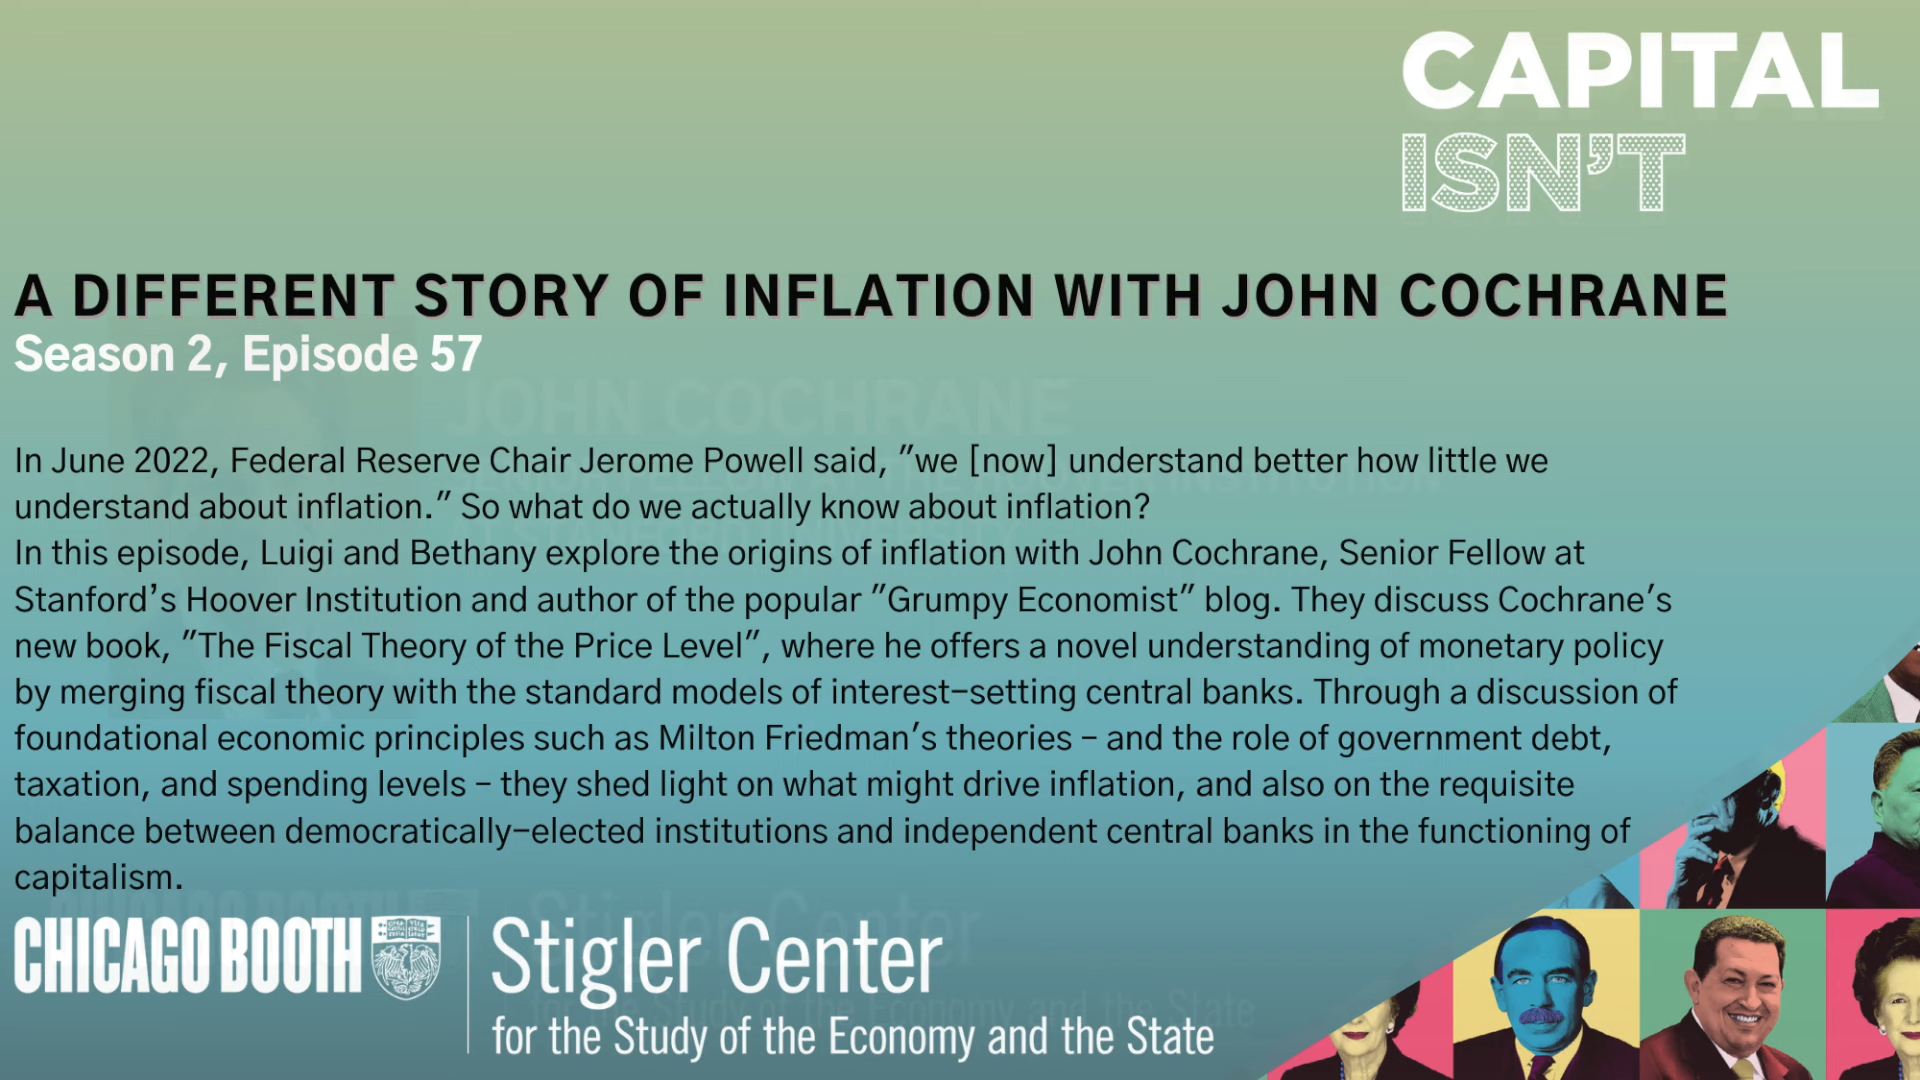 CAPITAL
ISN'T
A DIFFERENT STORY OF INFLATION WITH JOHN COCHRANE
Season 2, Episode 57
JOHN COCHRANE
In June 2022, Federal Reserve Chair Jerome Powell said, "we [now] understand better how little we
understand about inflation." So what do we actually know about inflation?
In this episode, Luigi and Bethany explore the origins of inflation with John Cochrane, Senior Fellow at
Stanford's Hoover Institution and author of the popular "Grumpy Economist" blog. They discuss Cochrane's
new book, "The Fiscal Theory of the Price Level", where he offers a novel understanding of monetary policy
by merging fiscal theory with the standard models of interest-setting central banks. Through a discussion of
foundational economic principles such as Milton Friedman's theories – and the role of government debt,
taxation, and spending levels – they shed light on what might drive inflation, and also on the requisite
balance between democratically-elected institutions and independent central banks in the functioning of
capitalism.
CHICAGO BOOTH
Stigler Center
for the Study of the Economy and the State